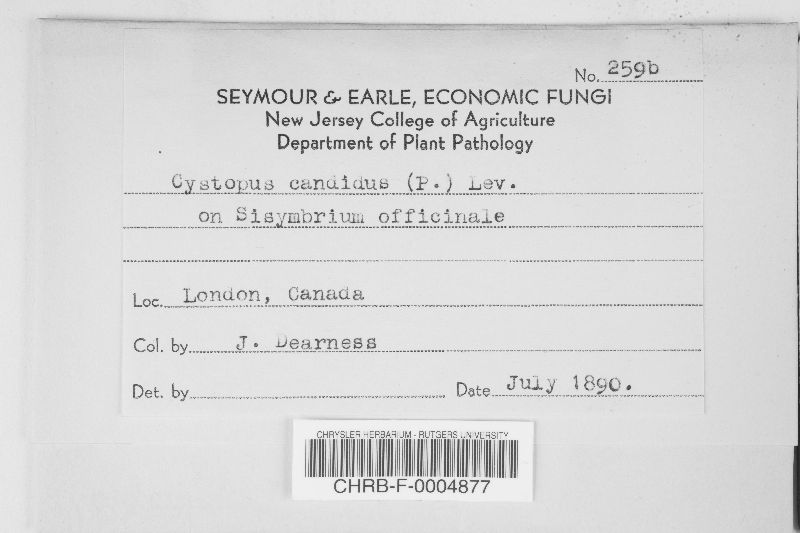 No. 259b
SEYMOUR & EARLE, ECONOMIC FUNGI
New Jersey College of Agriculture
Department of Plant Pathology
Cystopus candidus (P.) Lev.
on Sisymbrium officinale
Loc. London, Canada
Col. by J. Dearness
Det. by Date July 1890.
CHRYSLER HERBARIUM - RUTGERS UNIVERSITY
CHRB-F-0004877